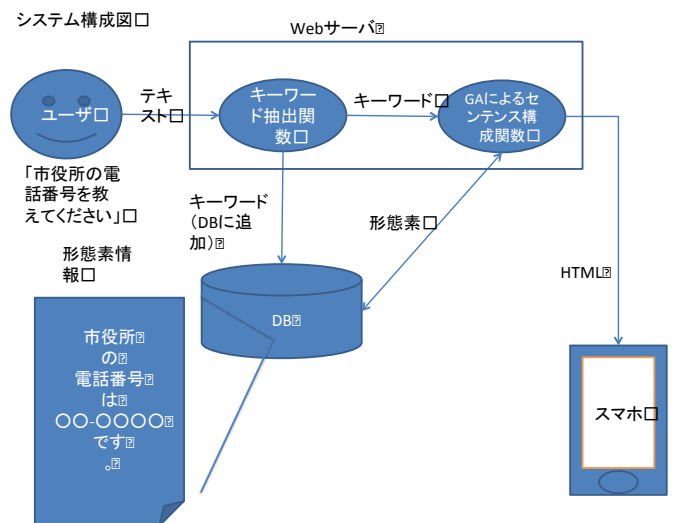 システム構成図
Webサーバ
ユーザ
テキ
スト
キーワー
ド抽出関
数
キーワード
GAによるセ
ンテンス構
成関数
「市役所の電
話番号を教
えてください」
キーワード
(DBに追
加)
形態素
形態素情
報
HTML
DB
市役所
の
電話番号
は
〇〇-〇〇〇〇
です
。
スマホ